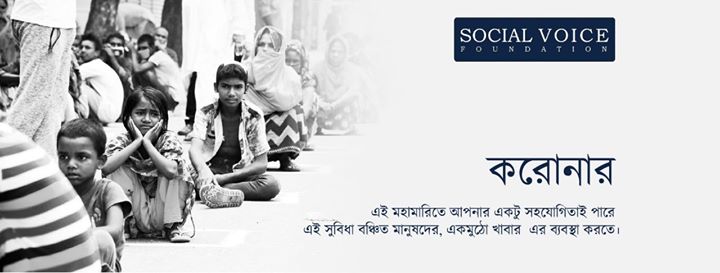 SOCIAL VOICE
FOUNDATION
করোনার
এই মহামারিতে আপনার একটু সহযোগিতাই পারে
এই সুবিধা বঞ্চিত মানুষদের, একমুঠো খাবার এর ব্যবস্থা করতে।